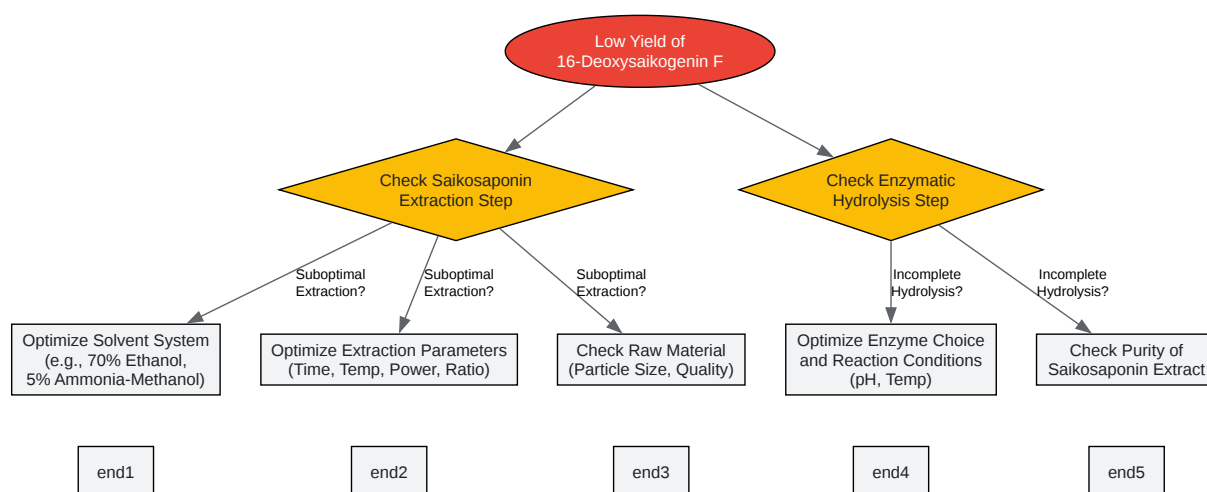 Low Yield of
16-Deoxysaikogenin F
Check Saikosaponin
Extraction Step
Check Enzymatic
Hydrolysis Step
Suboptimal
Extraction?
Suboptimal
Extraction?
Suboptimal
Extraction?
Incomplete
Hydrolysis?
Incomplete
Hydrolysis?
Optimize Solvent System
(e.g., 70% Ethanol,
5% Ammonia-Methanol)
Optimize Extraction Parameters
(Time, Temp, Power, Ratio)
Check Raw Material
(Particle Size, Quality)
Optimize Enzyme Choice
and Reaction Conditions
(pH, Temp)
Check Purity of
Saikosaponin Extract
end1
end2
end3
end4
end5